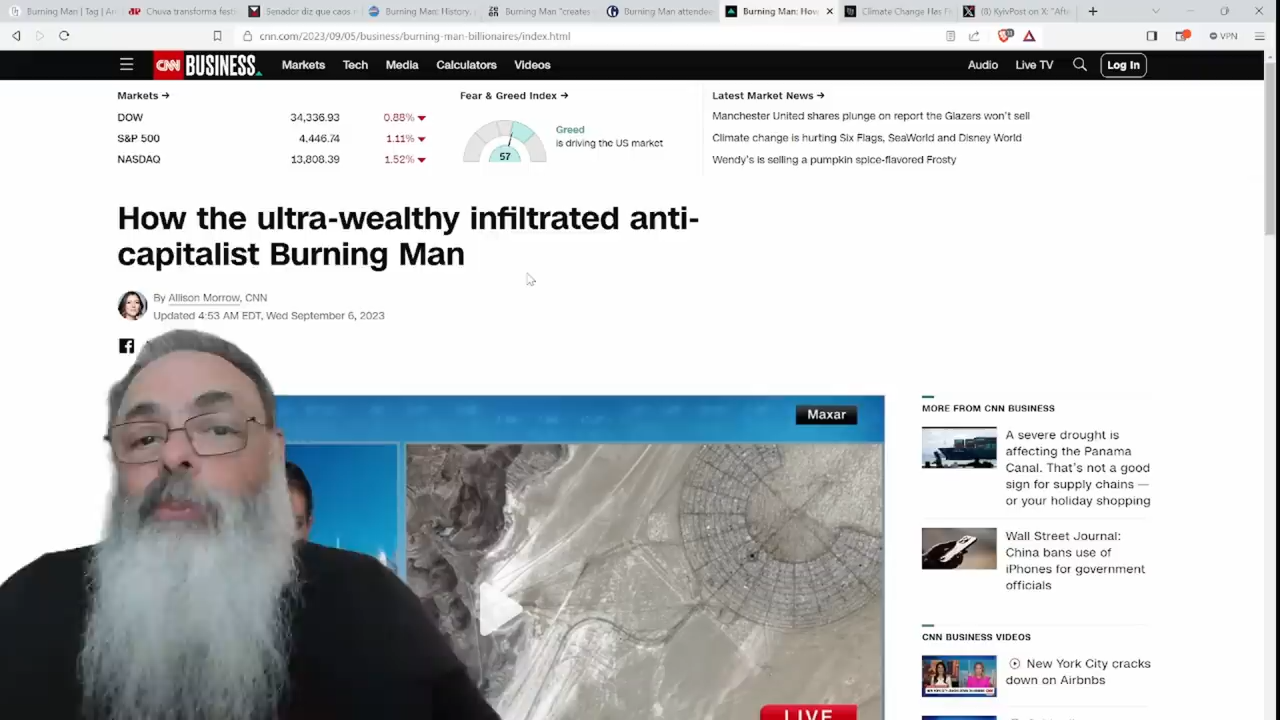 Burning Man | Tag | Ar
Chuva transforma festi
Senador diz que caos n
Burning Man: History,
Burning Man "creates
Burning Man attendee
Burning Man: How
Climate Change Has F
(8) KyivPost on X: "Afte
cnn.com/2023/09/05/business/burning-man-billionaires/index.html
VPN
CNN BUSINESS
Markets
Tech
Media
Calculators
Videos
Audio
Live TV
Log In
Markets →
DOW 34,336.93 0.88%
S&P 500 4,446.74 1.11%
NASDAQ 13,808.39 1.52%
Fear & Greed Index →
57
Greed
is driving the US market
Latest Market News →
Manchester United shares plunge on report the Glazers won't sell
Climate change is hurting Six Flags, SeaWorld and Disney World
Wendy's is selling a pumpkin spice-flavored Frosty
How the ultra-wealthy infiltrated anti-
capitalist Burning Man
By Allison Morrow, CNN
Updated 4:53 AM EDT, Wed September 6, 2023
Maxar
LIVE
MORE FROM CNN BUSINESS
A severe drought is
affecting the Panama
Canal. That's not a good
sign for supply chains —
or your holiday shopping
Wall Street Journal:
China bans use of
iPhones for government
officials
CNN BUSINESS VIDEOS
New York City cracks
down on Airbnbs